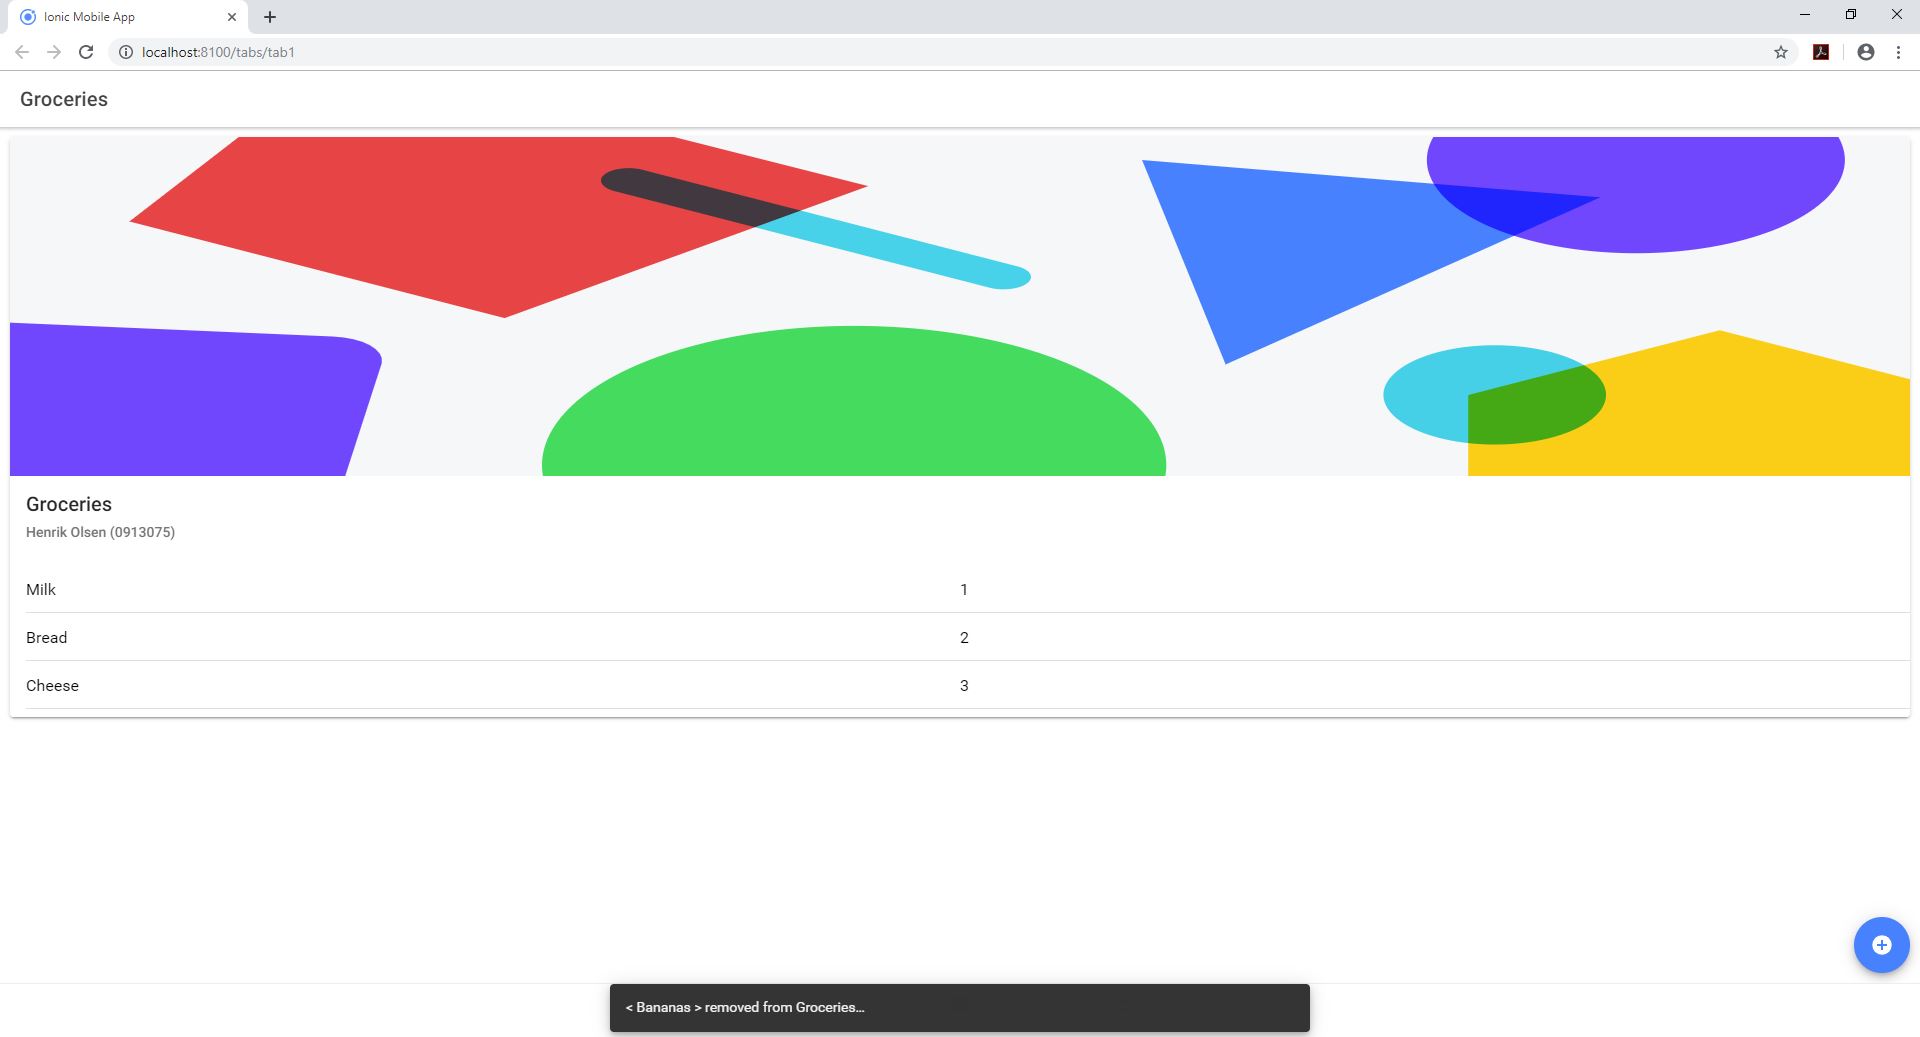 Ionic Mobile App
localhost:8100/tabs/tab1
Groceries
Groceries
Henrik Olsen (0913075)
Milk 1
Bread 2
Cheese 3
< Bananas > removed from Groceries...